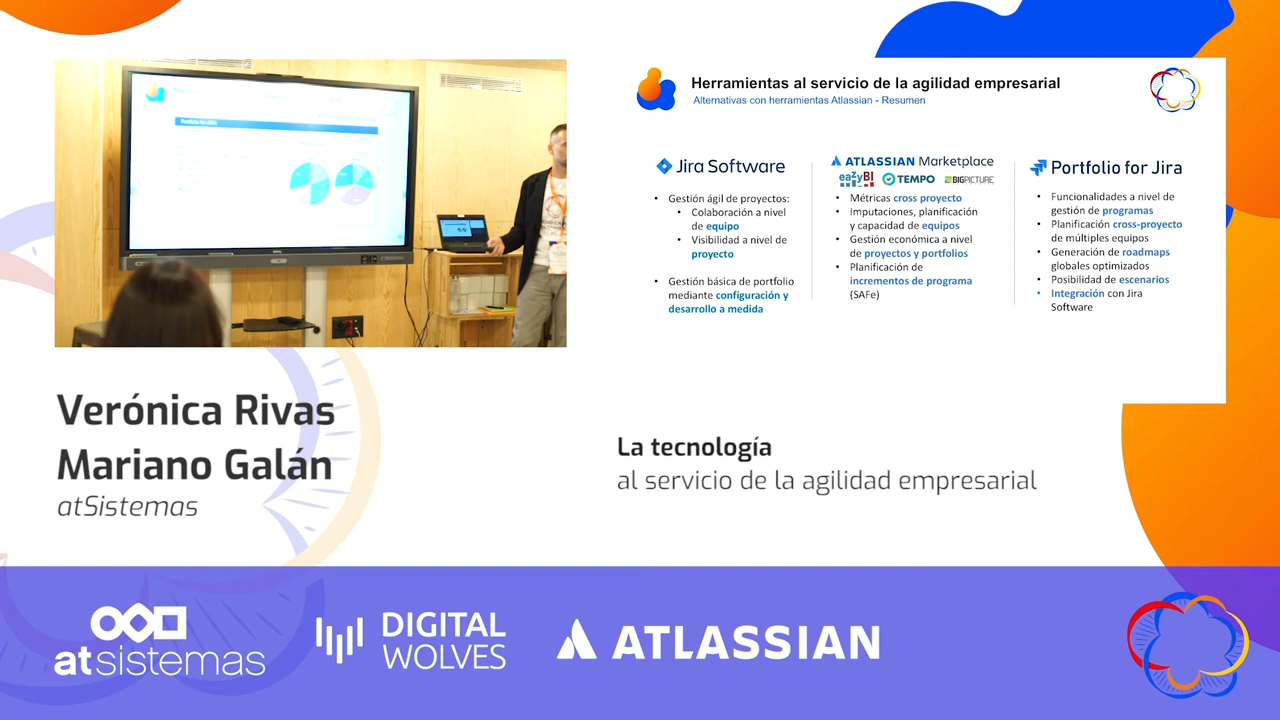 Herramientas al servicio de la agilidad empresarial
Alternativas con herramientas Atlassian - Resumen
Jira Software
• Gestión ágil de proyectos:
• Colaboración a nivel
de equipo
• Visibilidad a nivel de
proyecto
• Gestión básica de portfolio
mediante configuración y
desarrollo a medida
ATLASSIAN Marketplace
eazyBI TEMPO BIGPICTURE
• Métricas cross proyecto
• Imputaciones, planificación
y capacidad de equipos
• Gestión económica a nivel
de proyectos y portfolios
• Planificación de
incrementos de programa
(SAFe)
Portfolio for Jira
• Funcionalidades a nivel de
gestión de programas
• Planificación cross-proyecto
de múltiples equipos
• Generación de roadmaps
globales optimizados
• Posibilidad de escenarios
• Integración con Jira
Software
Verónica Rivas
Mariano Galán
atSistemas
La tecnología
al servicio de la agilidad empresarial
atsistemas
DIGITAL
WOLVES
ATLASSIAN